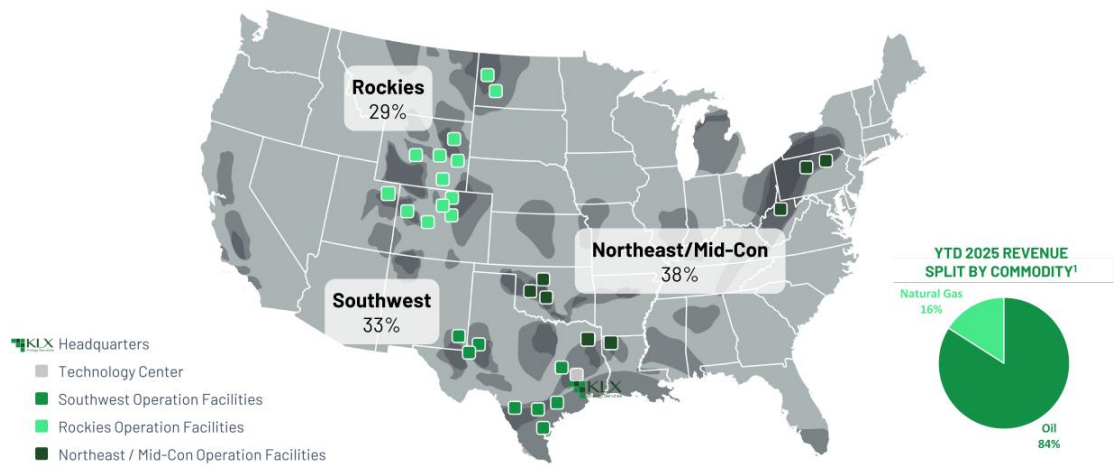 Rockies
29%
Northeast/Mid-Con
38%
Southwest
33%
KLX
KLX
Headquarters
Technology Center
Southwest Operation Facilities
Rockies Operation Facilities
Northeast / Mid-Con Operation Facilities
YTD 2025 REVENUE
SPLIT BY COMMODITY¹
Natural Gas
16%
Oil
84%